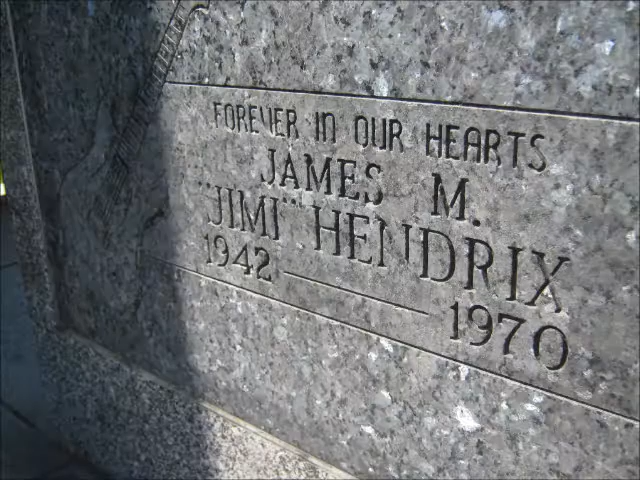 FOREVER IN OUR HEARTS
JAMES M.
"JIMI" HENDRIX
1942 — 1970